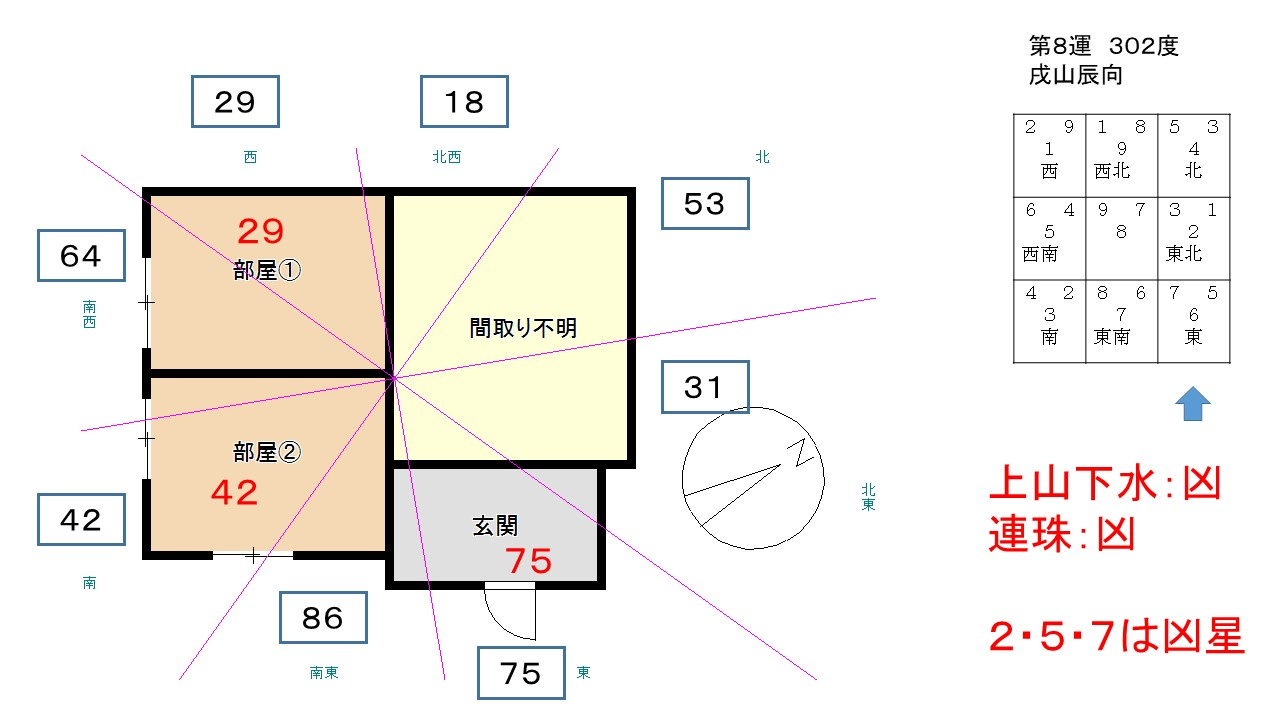 第8運 302度
戌山辰向
29
18
西
北西
北
2 9 1 8 5 3
1 9 4
西 西北 北
6 4 9 7 3 1
5 8 2
西南 東北
4 2 8 6 7 5
3 7 6
南 東南 東
53
64
29
部屋①
南西
間取り不明
31
部屋②
42
42
N
北東
玄関
75
南
86
南東
75
東
上山下水：凶
連珠：凶
2・5・7は凶星